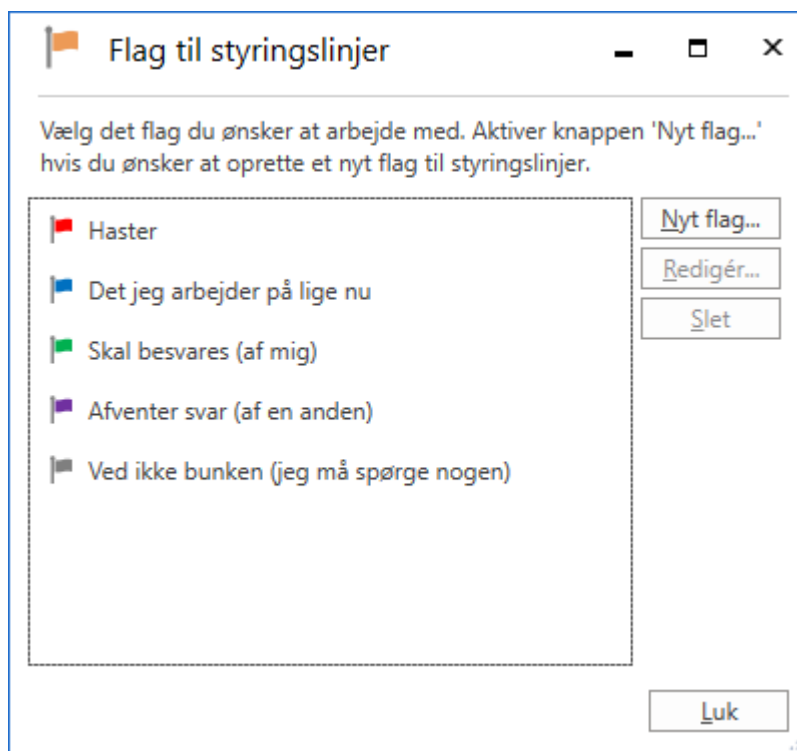 Flag til styringslinjer
Vælg det flag du ønsker at arbejde med. Aktiver knappen 'Nyt flag...'
hvis du ønsker at oprette et nyt flag til styringslinjer.
Haster
Det jeg arbejder på lige nu
Skal besvares (af mig)
Afventer svar (af en anden)
Ved ikke bunken (jeg må spørge nogen)
Nyt flag...
Redigér...
Slet
Luk